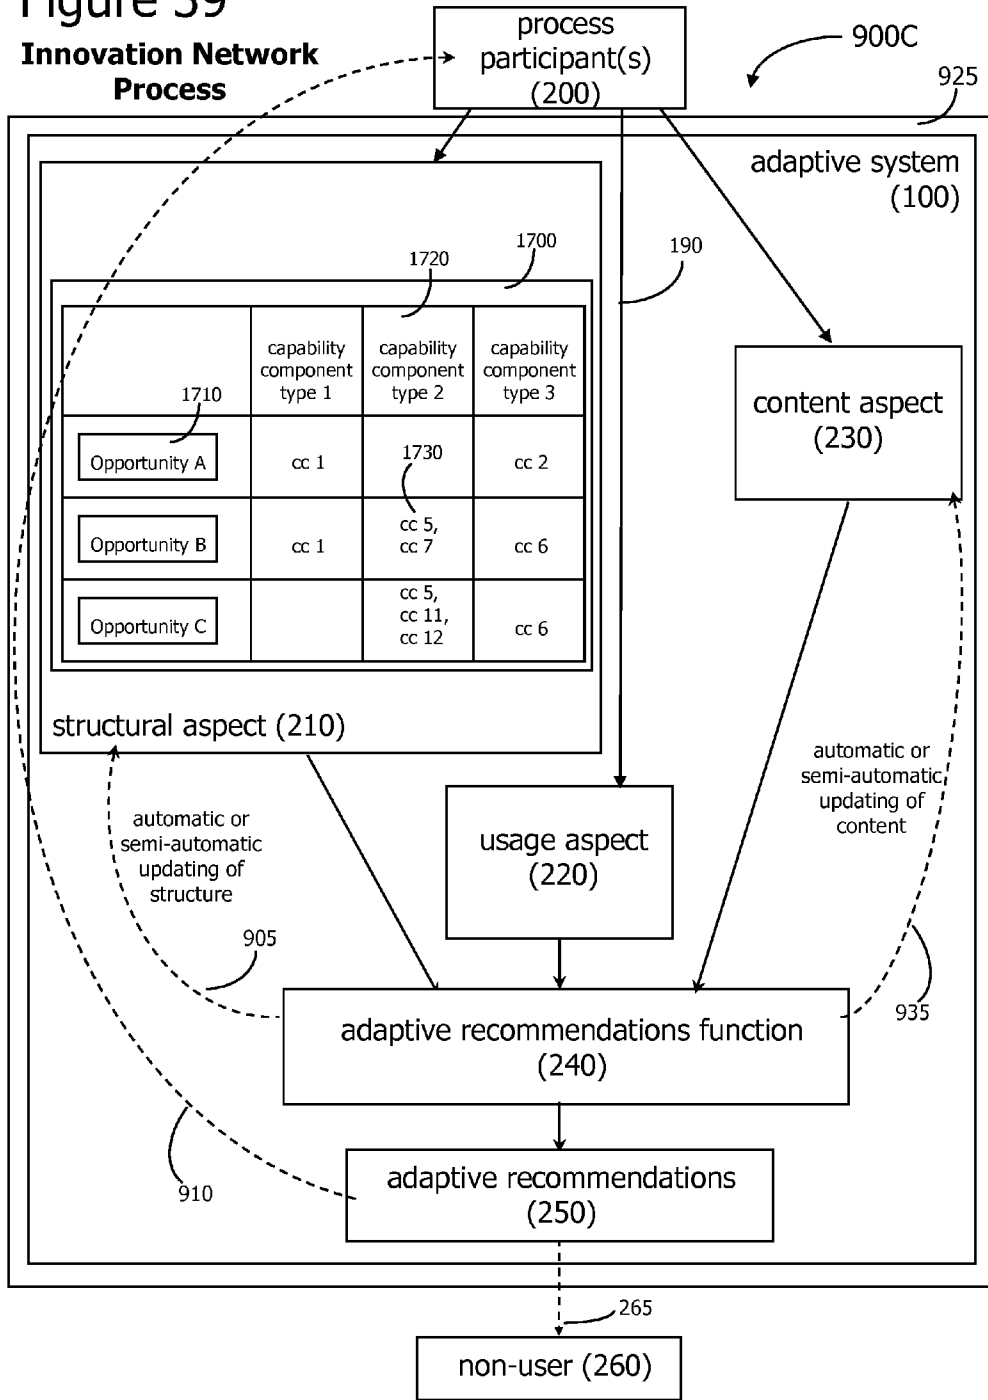 Figure 39
Innovation Network
Process
process
participant(s)
(200)
900C
925
adaptive system
(100)
190
1700
1720
capability
component
type 1
capability
component
type 2
capability
component
type 3
1710
Opportunity A
cc 1
1730
cc 2
Opportunity B
cc 1
cc 5,
cc 7
cc 6
Opportunity C
cc 5,
cc 11,
cc 12
cc 6
structural aspect (210)
content aspect
(230)
automatic or
semi-automatic
updating of
structure
usage aspect
(220)
automatic or
semi-automatic
updating of
content
905
935
adaptive recommendations function
(240)
910
adaptive recommendations
(250)
265
non-user (260)